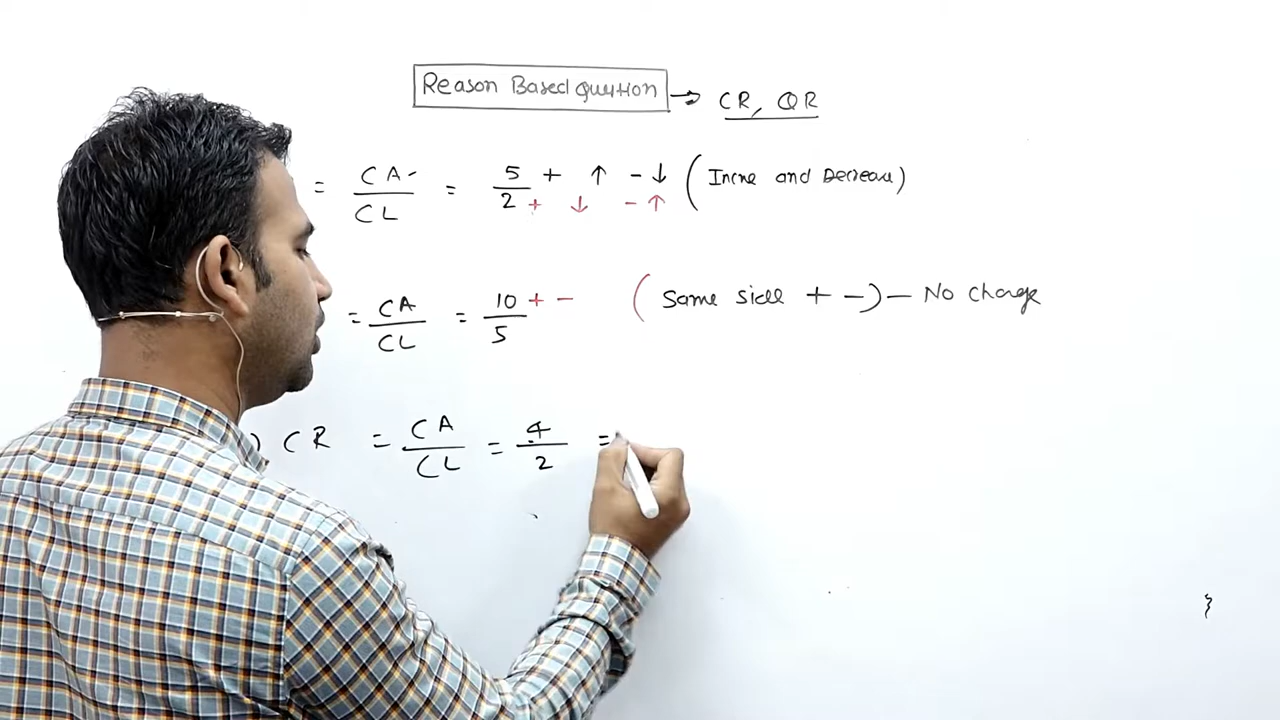 Reason Based Question → CR, QR
= CA/CL = 5/2 + ↑ - ↓ (Increase and Decrease)
+ ↓ - ↑
= CA/CL = 10/5 + - (Same side + -) - No change
) CR = CA/CL = 4/2 =